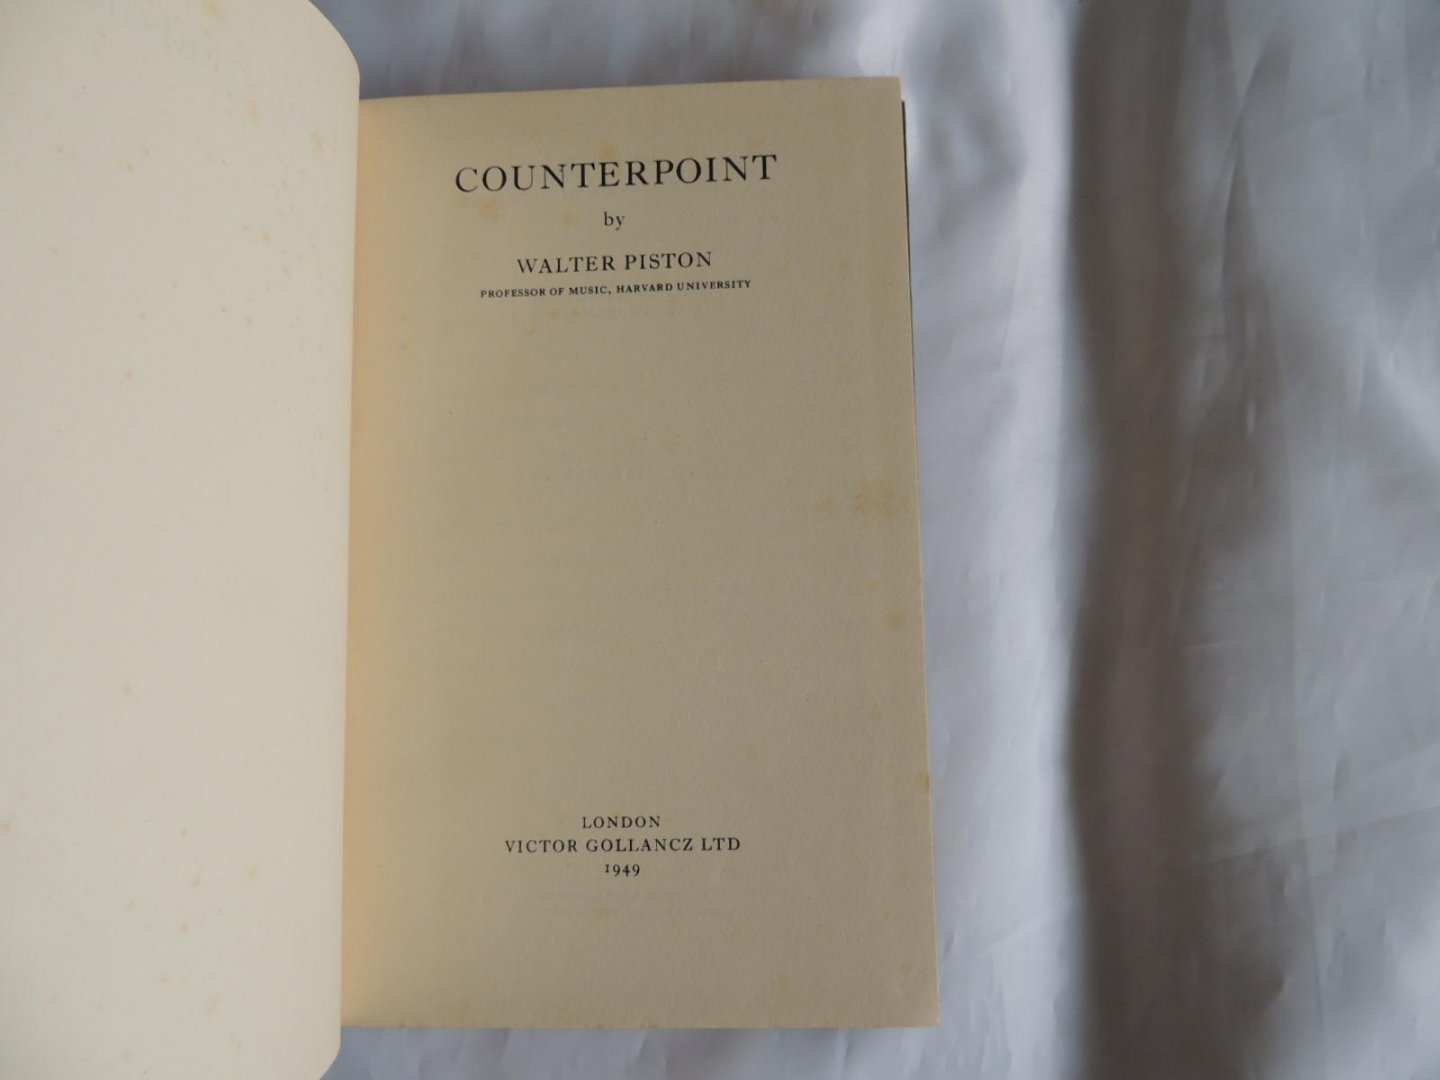 COUNTERPOINT
by
WALTER PISTON
PROFESSOR OF MUSIC, HARVARD UNIVERSITY
LONDON
VICTOR GOLLANCZ LTD
1949